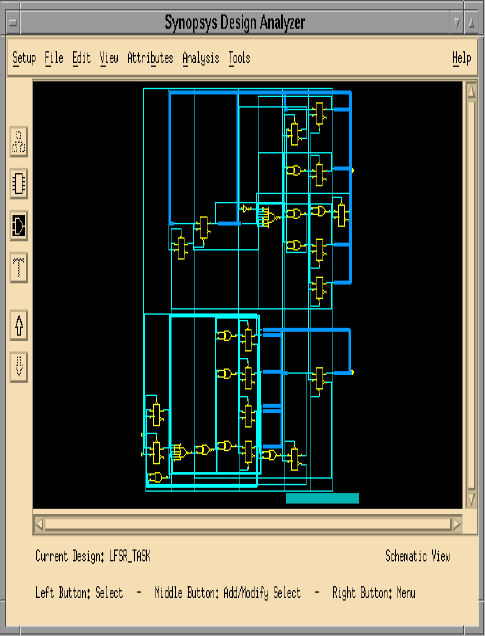 Synopsys Design Analyzer
Setup File Edit View Attributes Analysis Tools Help
Current Design: LFSR_TASK Schematic View
Left Button: Select - Middle Button: Add/Modify Select - Right Button: Menu